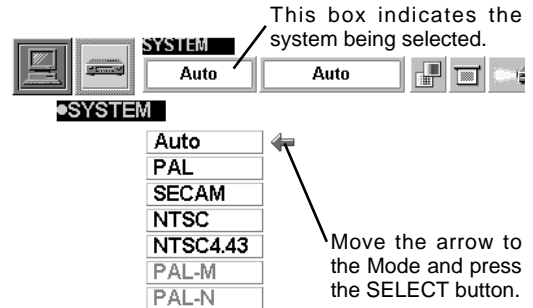 This box indicates the
system being selected.
SYSTEM
Auto
Auto
●SYSTEM
Auto
PAL
SECAM
NTSC
NTSC4.43
PAL-M
PAL-N
Move the arrow to
the Mode and press
the SELECT button.